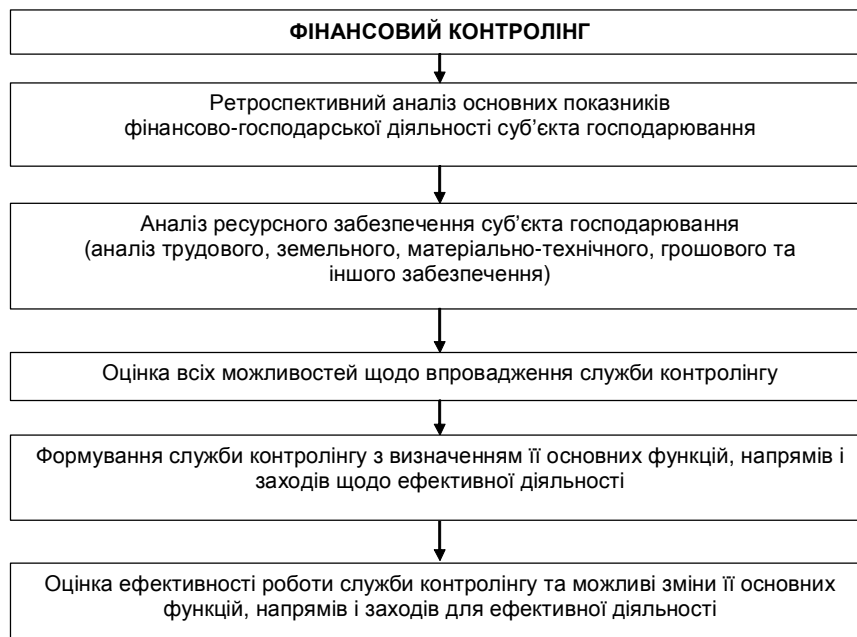 ФІНАНСОВИЙ КОНТРОЛІНГ
Ретроспективний аналіз основних показників
фінансово-господарської діяльності суб’єкта господарювання
Аналіз ресурсного забезпечення суб’єкта господарювання
(аналіз трудового, земельного, матеріально-технічного, грошового та
іншого забезпечення)
Оцінка всіх можливостей щодо впровадження служби контролінгу
Формування служби контролінгу з визначенням її основних функцій, напрямів і
заходів щодо ефективної діяльності
Оцінка ефективності роботи служби контролінгу та можливі зміни її основних
функцій, напрямів і заходів для ефективної діяльності